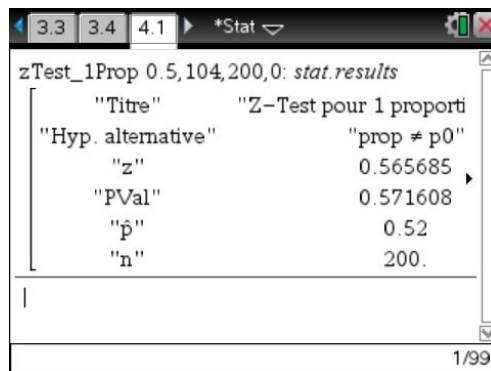 3.3 3.4 4.1 *Stat
zTest_1Prop 0.5,104,200,0: stat.results
"Titre" "Z−Test pour 1 proporti
"Hyp. alternative" "prop ≠ p0"
"z" 0.565685
"PVal" 0.571608
"p̂" 0.52
"n" 200.
1/99